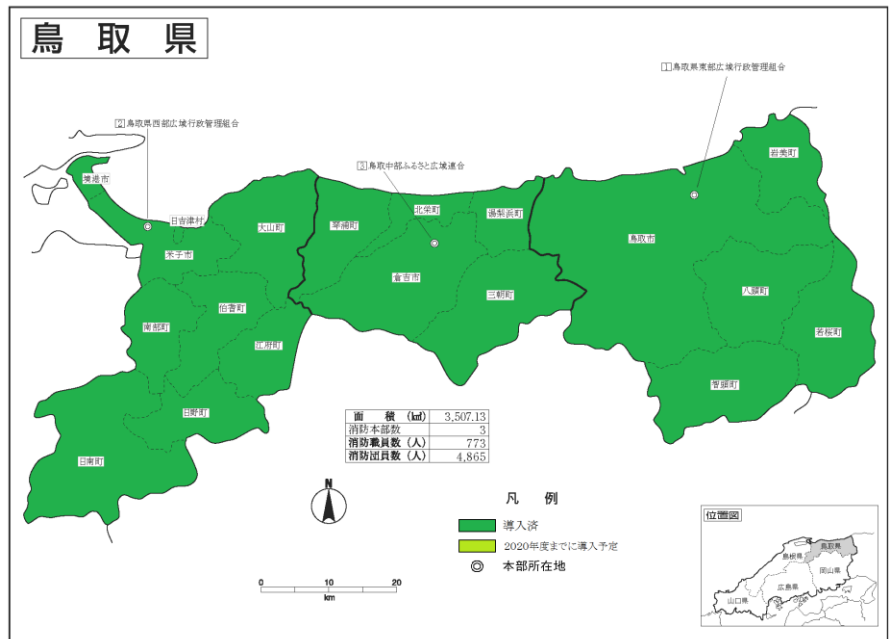 鳥取県
1鳥取県東部広域行政管理組合
2鳥取県西部広域行政管理組合
3鳥取中部ふるさと広域連合
岩美町
境港市
日吉津村
大山町
北栄町
湯梨浜町
琴浦町
鳥取市
米子市
倉吉市
三朝町
八頭町
伯耆町
南部町
江府町
若桜町
智頭町
日野町
日南町
面 積 (㎢) 3,507.13
消防本部数 3
消防職員数(人) 773
消防団員数(人) 4,865
N
凡 例
導入済
2020年度までに導入予定
本部所在地
0 10 20
km
位置図
鳥取県
島根県
岡山県
広島県
山口県